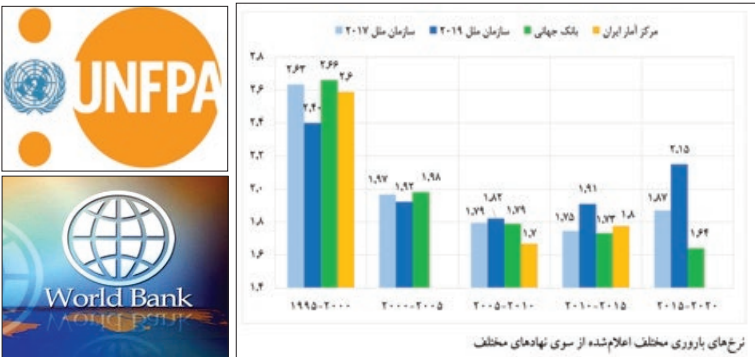 UNFPA
World Bank
سازمان ملل ۲۰۱۷ سازمان ملل ۲۰۱۹ بانک جهانی مرکز آمار ایران
۲,۸
۲,۶
۲,۴
۲,۲
۲,۰
۱,۸
۱,۶
۱,۴
۲,۶۳ ۲,۴۰ ۲,۶۶ ۲,۶
۱,۹۷ ۱,۹۲ ۱,۹۸
۱,۷۹ ۱,۸۲ ۱,۷۹ ۱,۷
۱,۷۵ ۱,۹۱ ۱,۷۳ ۱,۸
۱,۸۷ ۲,۱۵ ۱,۶۴
۱۹۹۵-۲۰۰۰ ۲۰۰۰-۲۰۰۵ ۲۰۰۵-۲۰۱۰ ۲۰۱۰-۲۰۱۵ ۲۰۱۵-۲۰۲۰
نرخ‌های باروری مختلف اعلام‌شده از سوی نهادهای مختلف